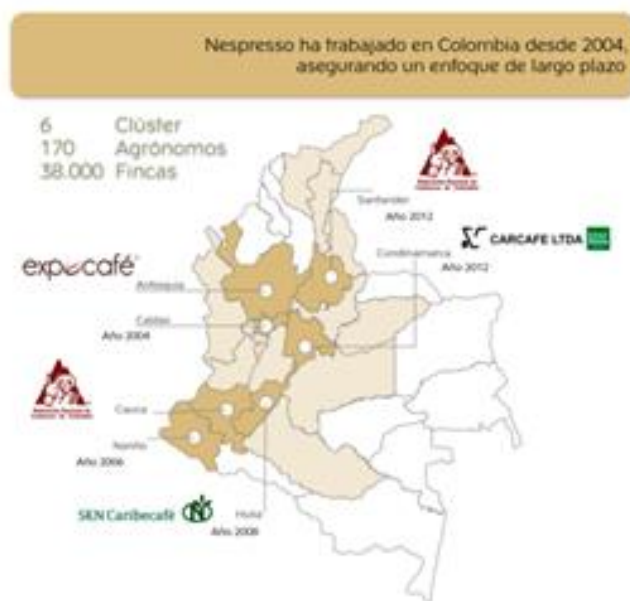 Nespresso ha trabajado en Colombia desde 2004,
asegurando un enfoque de largo plazo
6 Clúster
170 Agrónomos
38.000 Fincas
Santander
Año 2012
CARCAFE LTDA
Cundinamarca
Año 2012
expocafé
Antioquia
Caldas
Año 2004
Cauca
Nariño
Año 2006
SKN Caribecafé
Huila
Año 2008